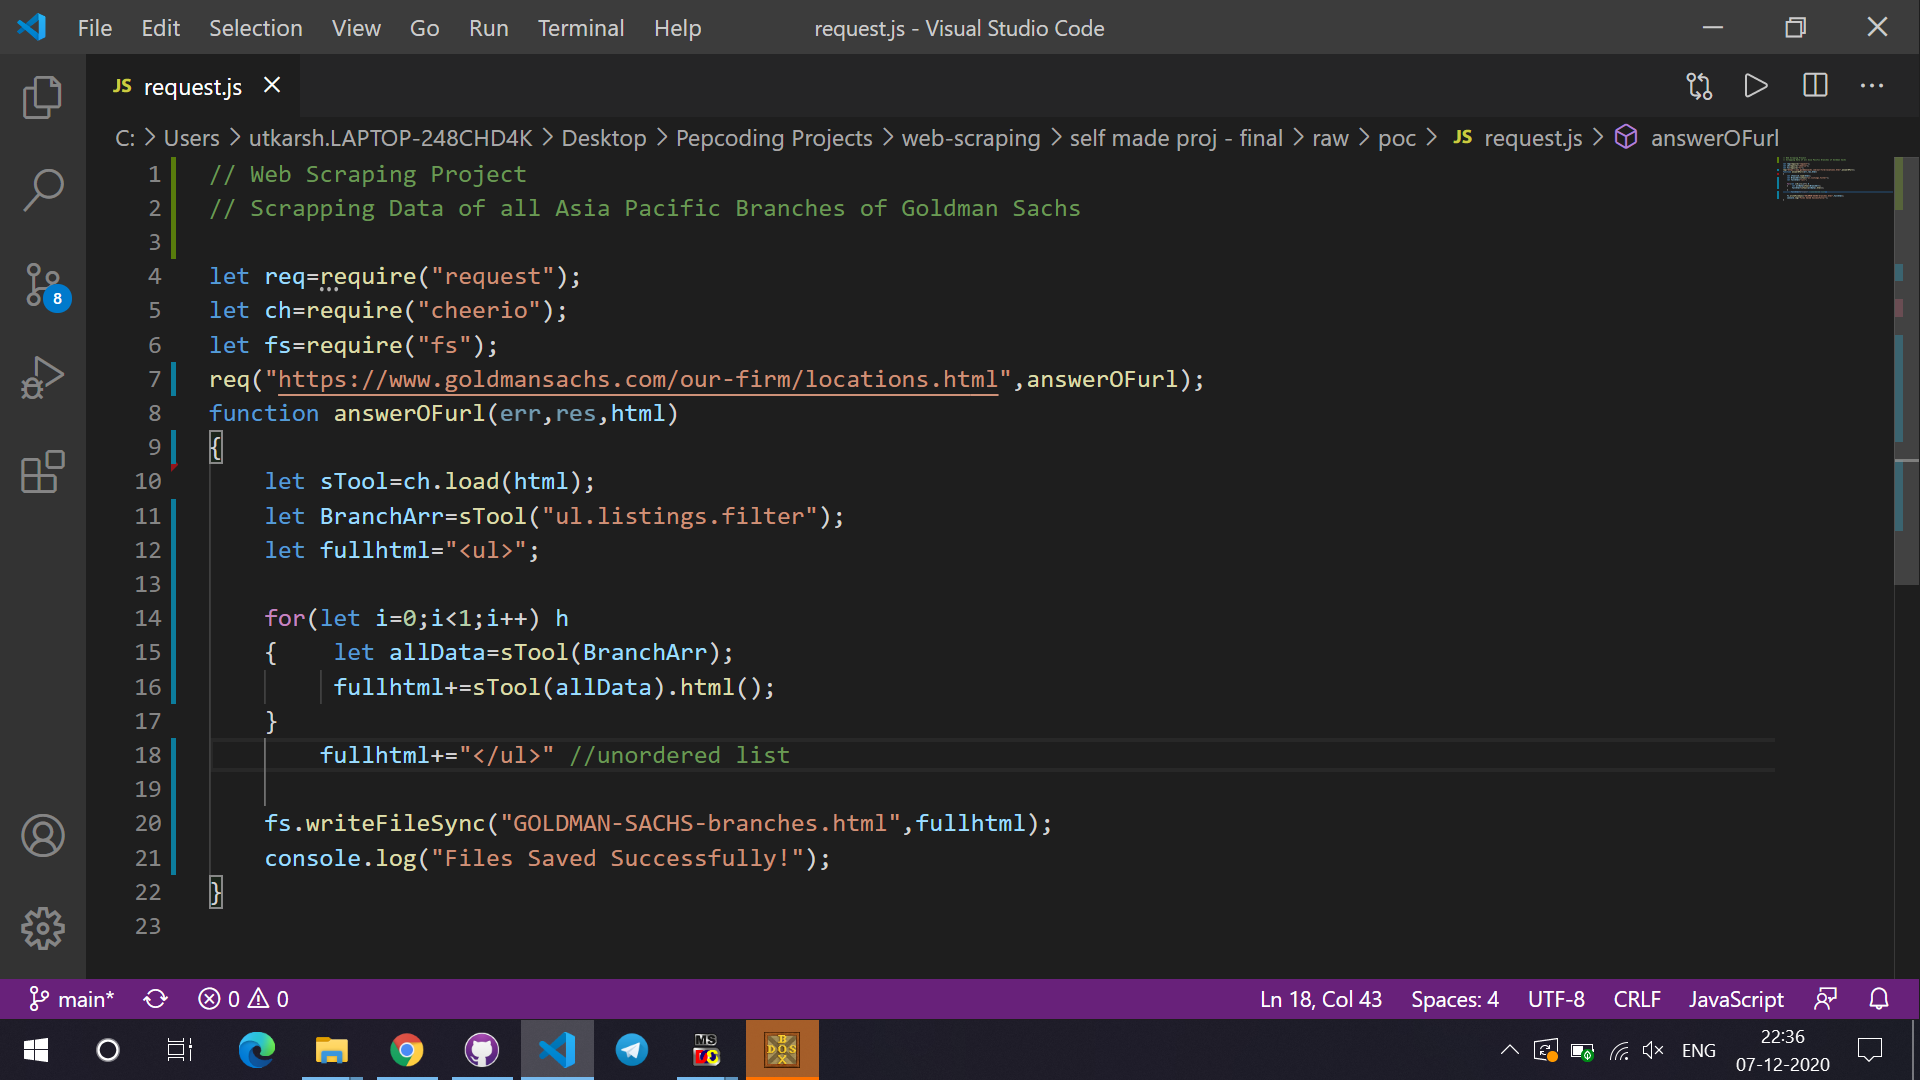 File Edit Selection View Go Run Terminal Help request.js - Visual Studio Code
JS request.js
C: > Users > utkarsh.LAPTOP-248CHD4K > Desktop > Pepcoding Projects > web-scraping > self made proj - final > raw > poc > JS request.js > answerOFurl
1 // Web Scraping Project
2 // Scrapping Data of all Asia Pacific Branches of Goldman Sachs
3
4 let req=require("request");
5 let ch=require("cheerio");
6 let fs=require("fs");
7 req("https://www.goldmansachs.com/our-firm/locations.html",answerOFurl);
8 function answerOFurl(err,res,html)
9 {
10 let sTool=ch.load(html);
11 let BranchArr=sTool("ul.listings.filter");
12 let fullhtml="<ul>";
13
14 for(let i=0;i<1;i++) h
15 { let allData=sTool(BranchArr);
16 fullhtml+=sTool(allData).html();
17 }
18 fullhtml+="</ul>" //unordered list
19
20 fs.writeFileSync("GOLDMAN-SACHS-branches.html",fullhtml);
21 console.log("Files Saved Successfully!");
22 }
23
8
main* 0 0 Ln 18, Col 43 Spaces: 4 UTF-8 CRLF JavaScript
MS DOS
DOS BOX
ENG
22:36
07-12-2020